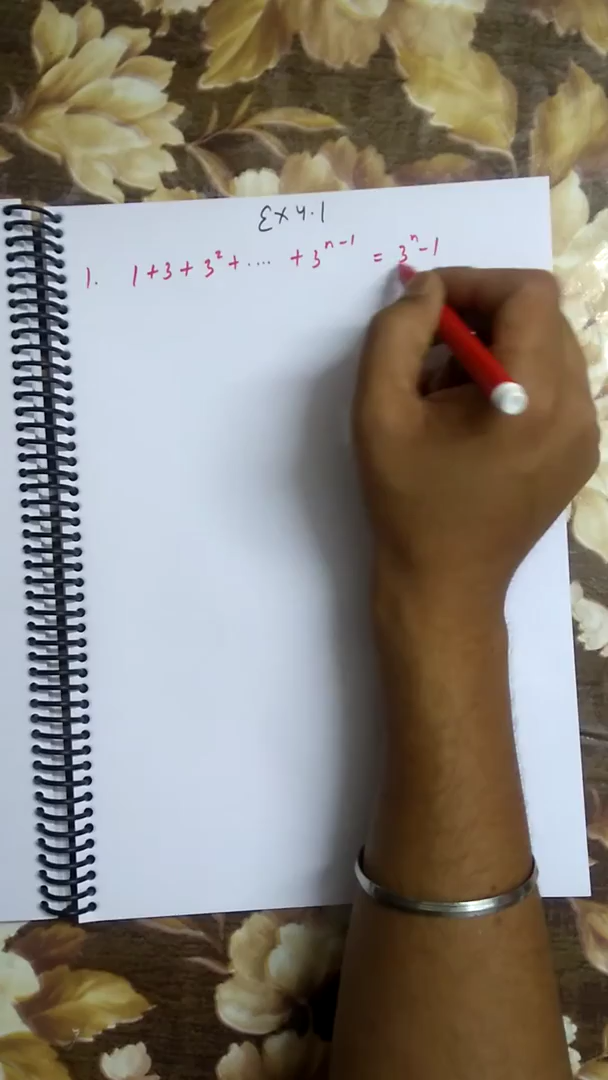 Ex 4.1
1. 1 + 3 + 3² + .... + 3ⁿ⁻¹ = 3ⁿ - 1